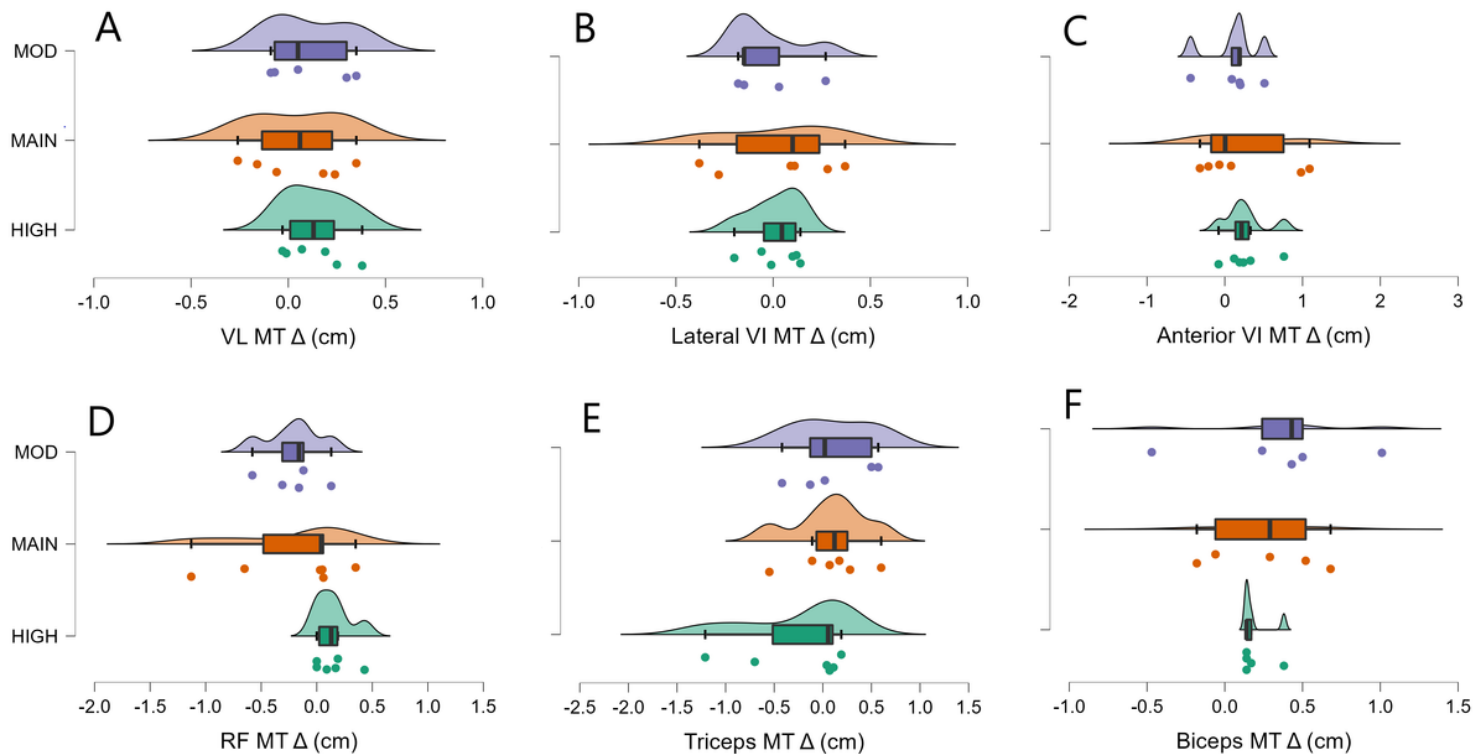 A
B
C
MOD
MAIN
HIGH
-1.0 -0.5 0.0 0.5 1.0
VL MT Δ (cm)
-1.0 -0.5 0.0 0.5 1.0
Lateral VI MT Δ (cm)
-2 -1 0 1 2 3
Anterior VI MT Δ (cm)
D
E
F
MOD
MAIN
HIGH
-2.0 -1.5 -1.0 -0.5 0.0 0.5 1.0 1.5
RF MT Δ (cm)
-2.5 -2.0 -1.5 -1.0 -0.5 0.0 0.5 1.0 1.5
Triceps MT Δ (cm)
-1.0 -0.5 0.0 0.5 1.0 1.5
Biceps MT Δ (cm)